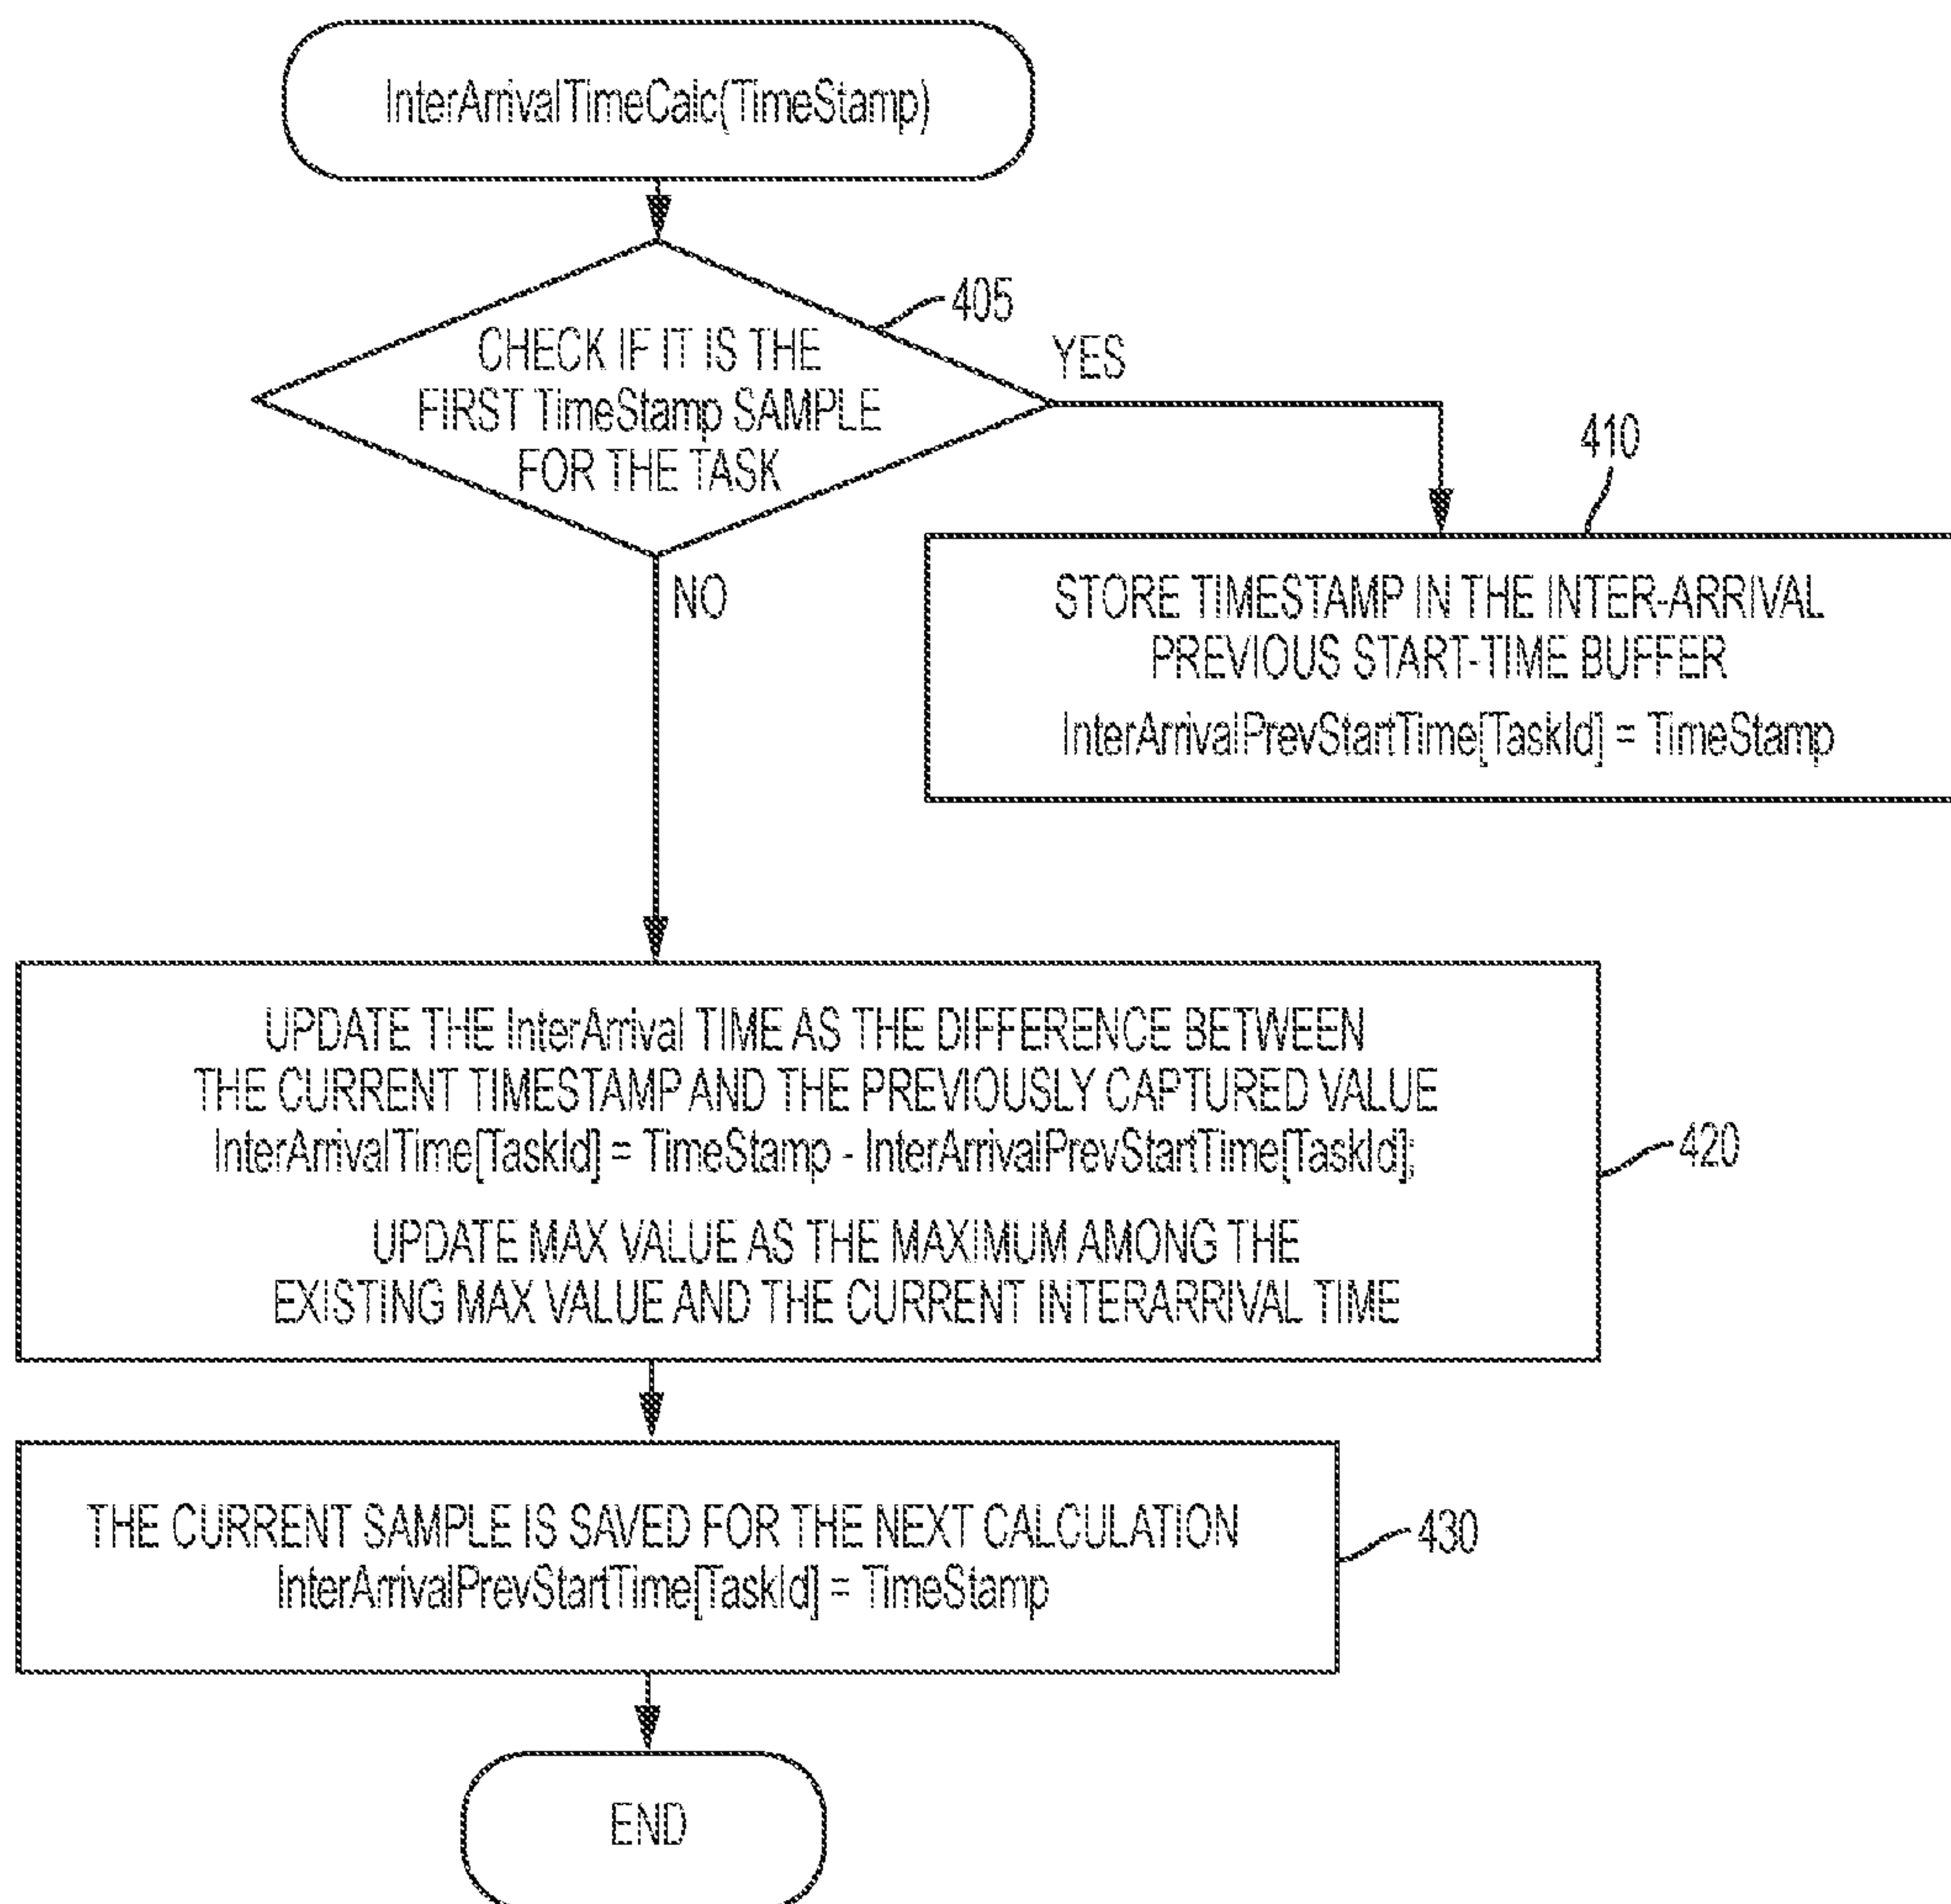 InterArrivalTimeCalc(TimeStamp)
405
CHECK IF IT IS THE
FIRST TimeStamp SAMPLE
FOR THE TASK
YES
NO
410
STORE TIMESTAMP IN THE INTER-ARRIVAL
PREVIOUS START-TIME BUFFER
InterArrivalPrevStartTime[TaskId] = TimeStamp
UPDATE THE InterArrival TIME AS THE DIFFERENCE BETWEEN
THE CURRENT TIMESTAMP AND THE PREVIOUSLY CAPTURED VALUE
InterArrivalTime[TaskId] = TimeStamp - InterArrivalPrevStartTime[TaskId];
UPDATE MAX VALUE AS THE MAXIMUM AMONG THE
EXISTING MAX VALUE AND THE CURRENT INTERARRIVAL TIME
420
THE CURRENT SAMPLE IS SAVED FOR THE NEXT CALCULATION
InterArrivalPrevStartTime[TaskId] = TimeStamp
430
END